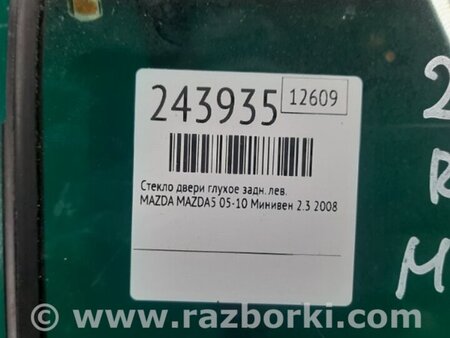 243935 12609
Стекло двери глухое задн. лев.
MAZDA MAZDA5 05-10 Минивен 2.3 2008
www.razborki.com